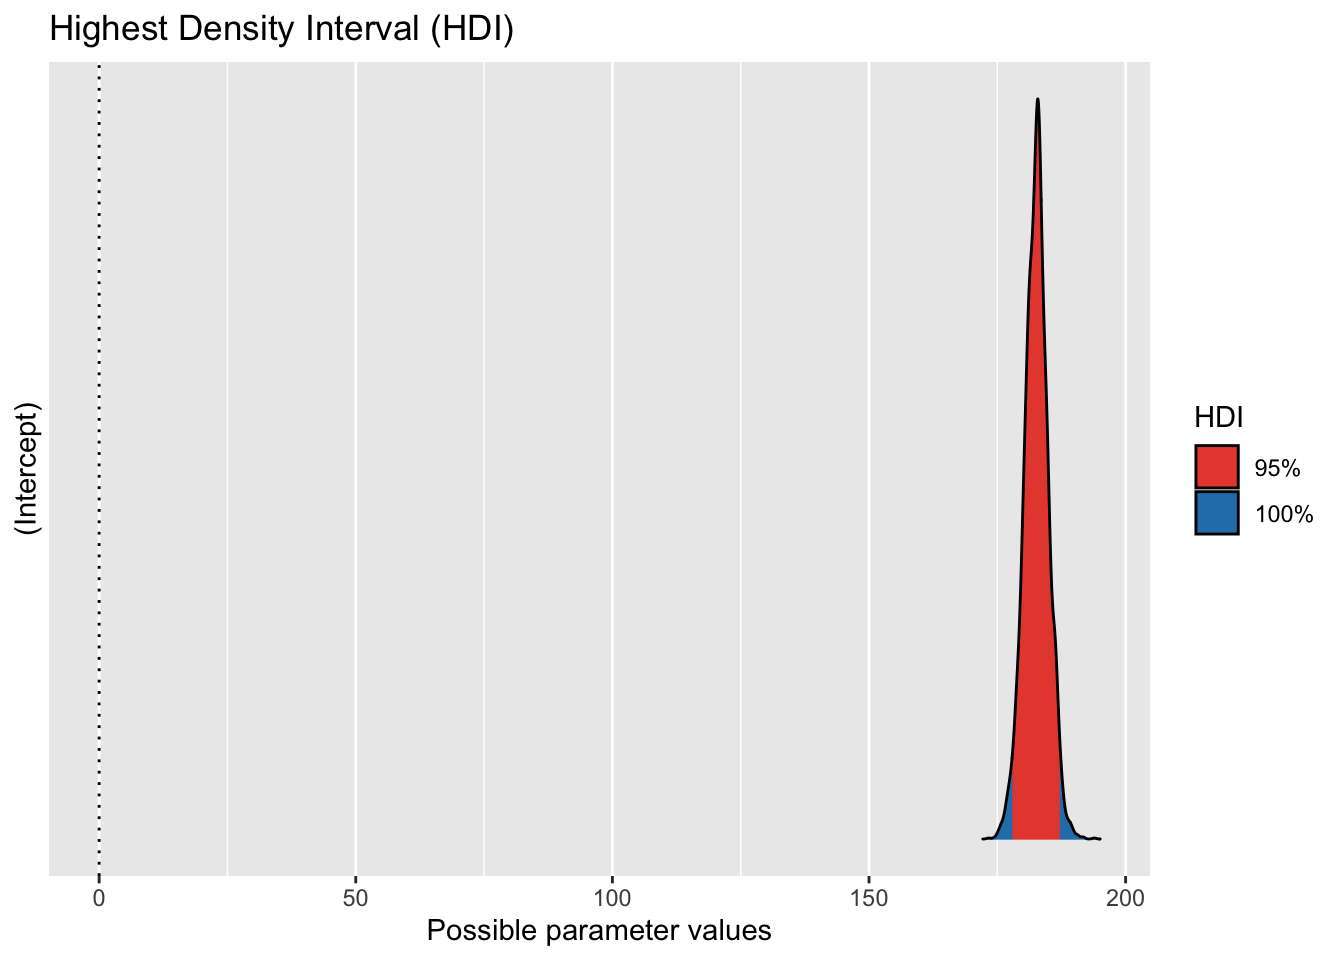 Highest Density Interval (HDI)
(Intercept)
0 50 100 150 200
Possible parameter values
HDI
95%
100%